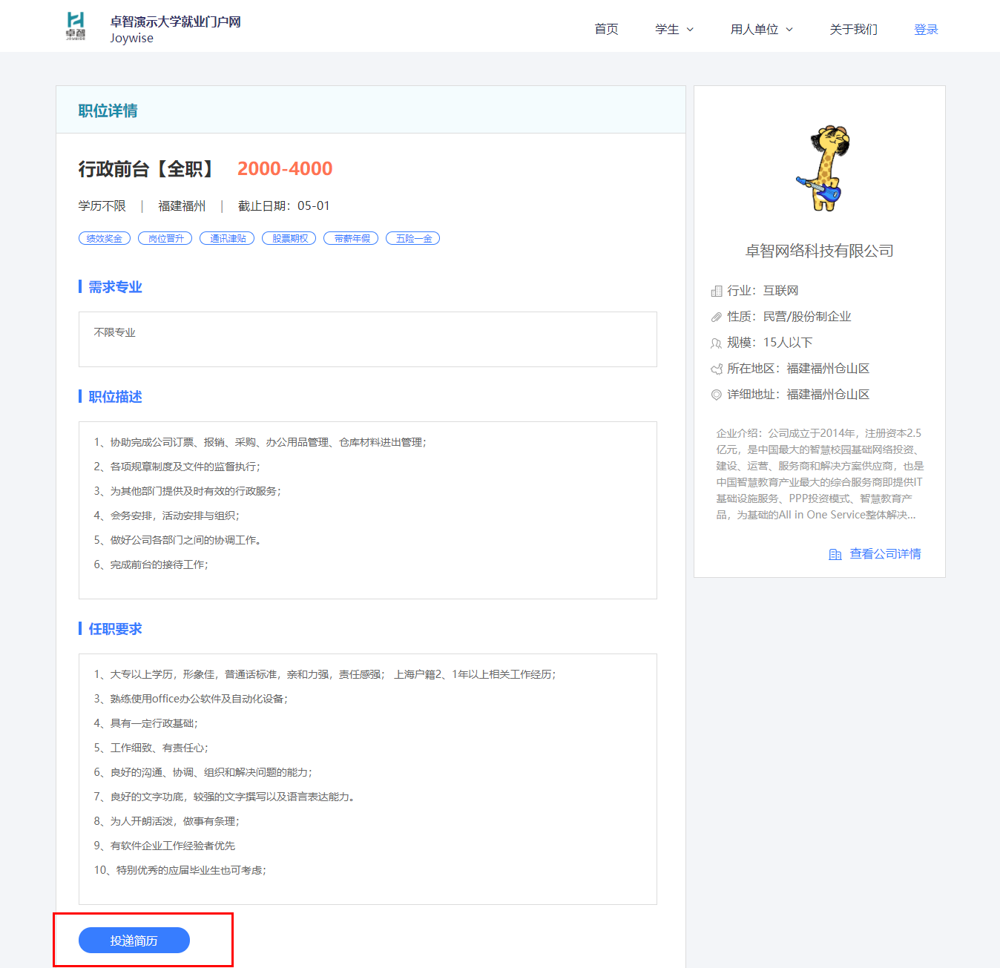 卓智
JOYWISE
卓智演示大学就业门户网
Joywise
首页
学生
用人单位
关于我们
登录
职位详情
行政前台【全职】 2000-4000
学历不限 | 福建福州 | 截止日期：05-01
绩效奖金 岗位晋升 通讯津贴 股票期权 带薪年假 五险一金
需求专业
不限专业
职位描述
1、协助完成公司订票、报销、采购、办公用品管理、仓库材料进出管理；
2、各项规章制度及文件的监督执行；
3、为其他部门提供及时有效的行政服务；
4、会务安排，活动安排与组织；
5、做好公司各部门之间的协调工作。
6、完成前台的接待工作；
任职要求
1、大专以上学历，形象佳，普通话标准，亲和力强，责任感强； 上海户籍2、1年以上相关工作经历；
3、熟练使用office办公软件及自动化设备；
4、具有一定行政基础；
5、工作细致、有责任心；
6、良好的沟通、协调、组织和解决问题的能力；
7、良好的文字功底，较强的文字撰写以及语言表达能力。
8、为人开朗活泼，做事有条理；
9、有软件企业工作经验者优先
10、特别优秀的应届毕业生也可考虑；
投递简历
卓智网络科技有限公司
行业：互联网
性质：民营/股份制企业
规模：15人以下
所在地区：福建福州仓山区
详细地址：福建福州仓山区
企业介绍：公司成立于2014年，注册资本2.5
亿元，是中国最大的智慧校园基础网络投资、
建设、运营、服务商和解决方案供应商，也是
中国智慧教育产业最大的综合服务商即提供IT
基础设施服务、PPP投资模式、智慧教育产
品，为基础的All in One Service整体解决...
查看公司详情